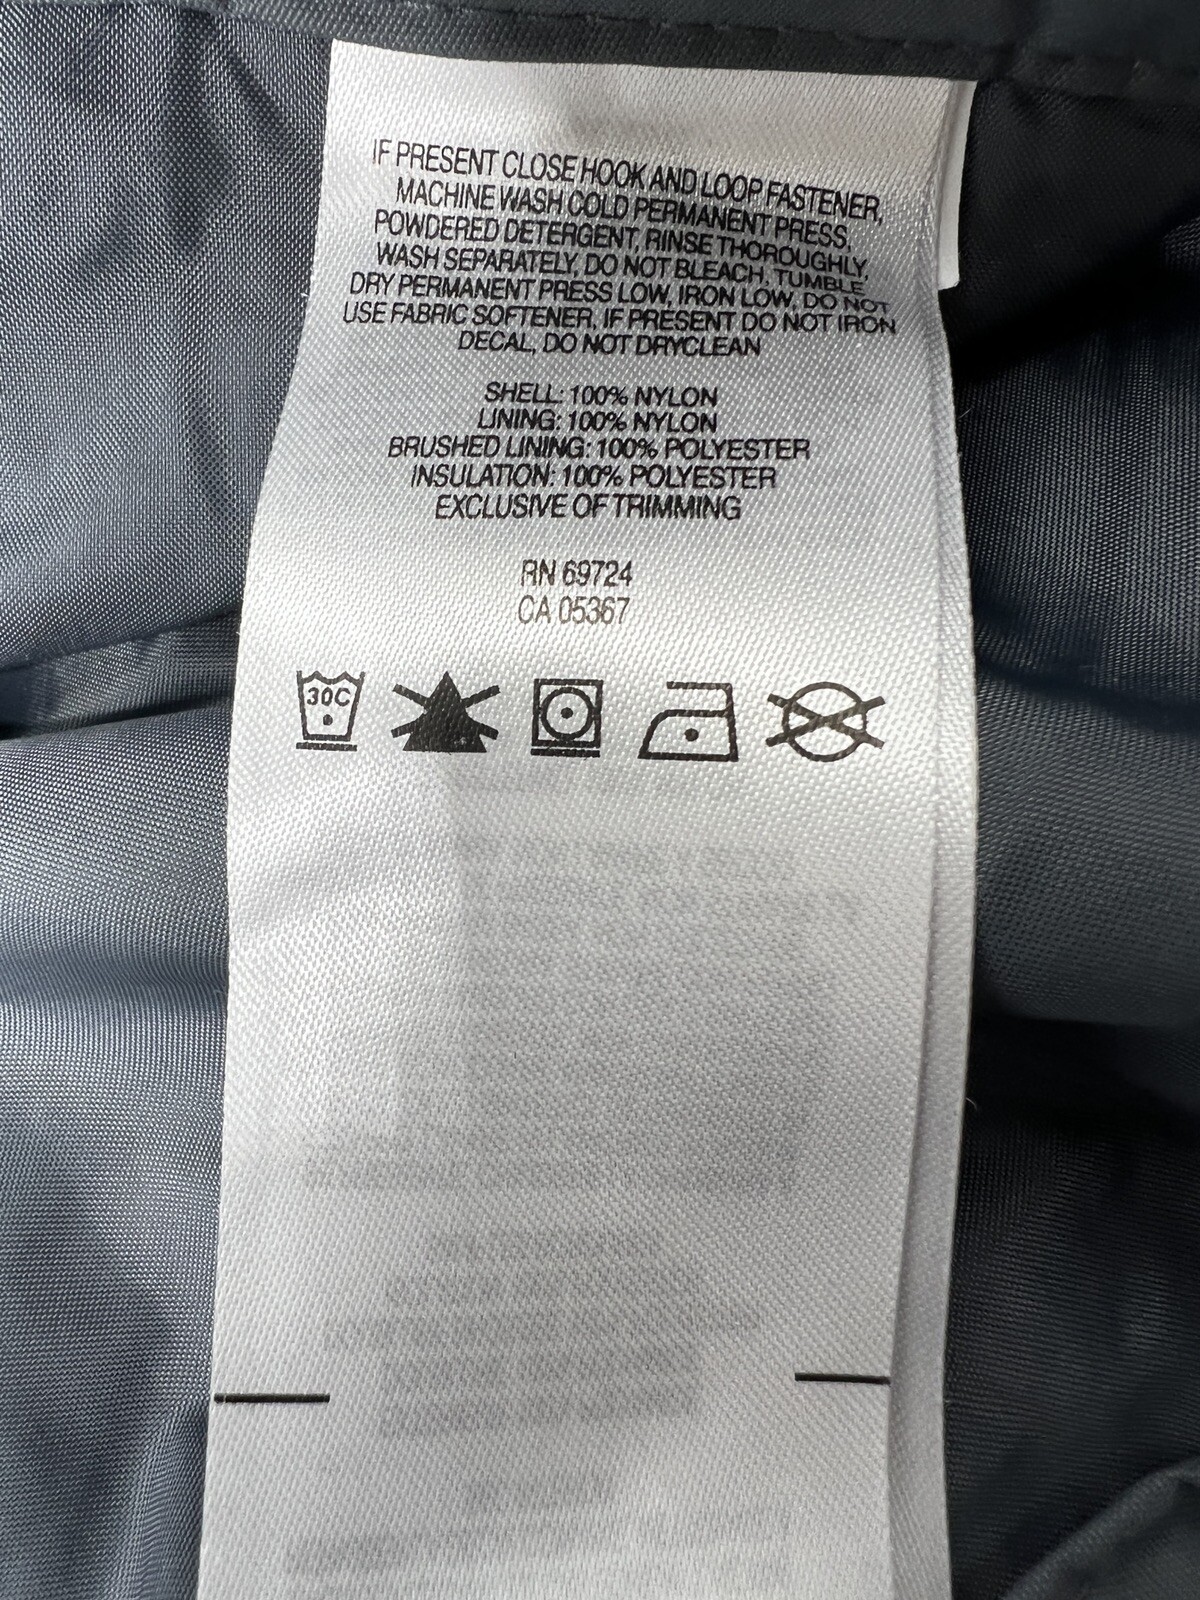 IF PRESENT CLOSE HOOK AND LOOP FASTENER,
MACHINE WASH COLD PERMANENT PRESS,
POWDERED DETERGENT, RINSE THOROUGHLY,
WASH SEPARATELY, DO NOT BLEACH, TUMBLE
DRY PERMANENT PRESS LOW, IRON LOW, DO NOT
USE FABRIC SOFTENER, IF PRESENT DO NOT IRON
DECAL, DO NOT DRYCLEAN
SHELL: 100% NYLON
LINING: 100% NYLON
BRUSHED LINING: 100% POLYESTER
INSULATION: 100% POLYESTER
EXCLUSIVE OF TRIMMING
RN 69724
CA 05367
30C